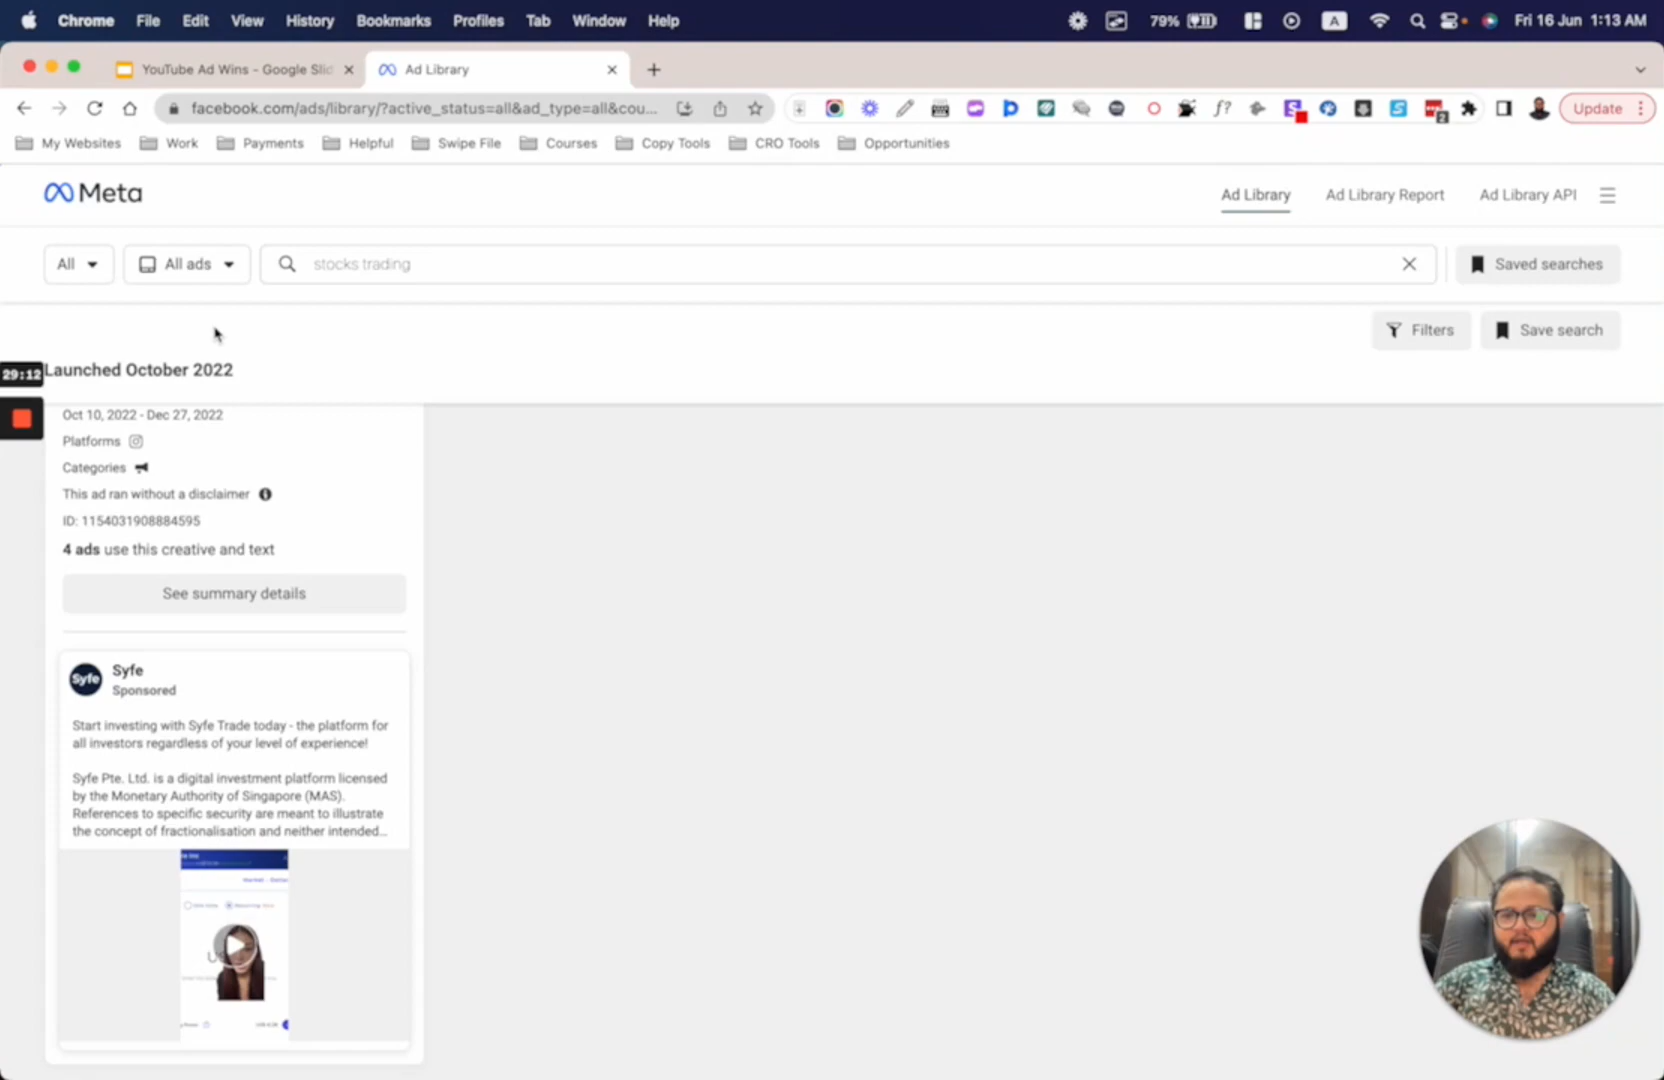 Chrome File Edit View History Bookmarks Profiles Tab Window Help 79% A Fri 16 Jun 1:13 AM
YouTube Ad Wins - Google Slid
Ad Library
facebook.com/ads/library/?active_status=all&ad_type=all&cou...
Update
My Websites Work Payments Helpful Swipe File Courses Copy Tools CRO Tools Opportunities
Meta
Ad Library Ad Library Report Ad Library API
All All ads stocks trading Saved searches
Filters Save search
29:12
Launched October 2022
Oct 10, 2022 - Dec 27, 2022
Platforms
Categories
This ad ran without a disclaimer
ID: 1154031908884595
4 ads use this creative and text
See summary details
Syfe
Syfe
Sponsored
Start investing with Syfe Trade today - the platform for
all investors regardless of your level of experience!
Syfe Pte. Ltd. is a digital investment platform licensed
by the Monetary Authority of Singapore (MAS).
References to specific security are meant to illustrate
the concept of fractionalisation and neither intended...